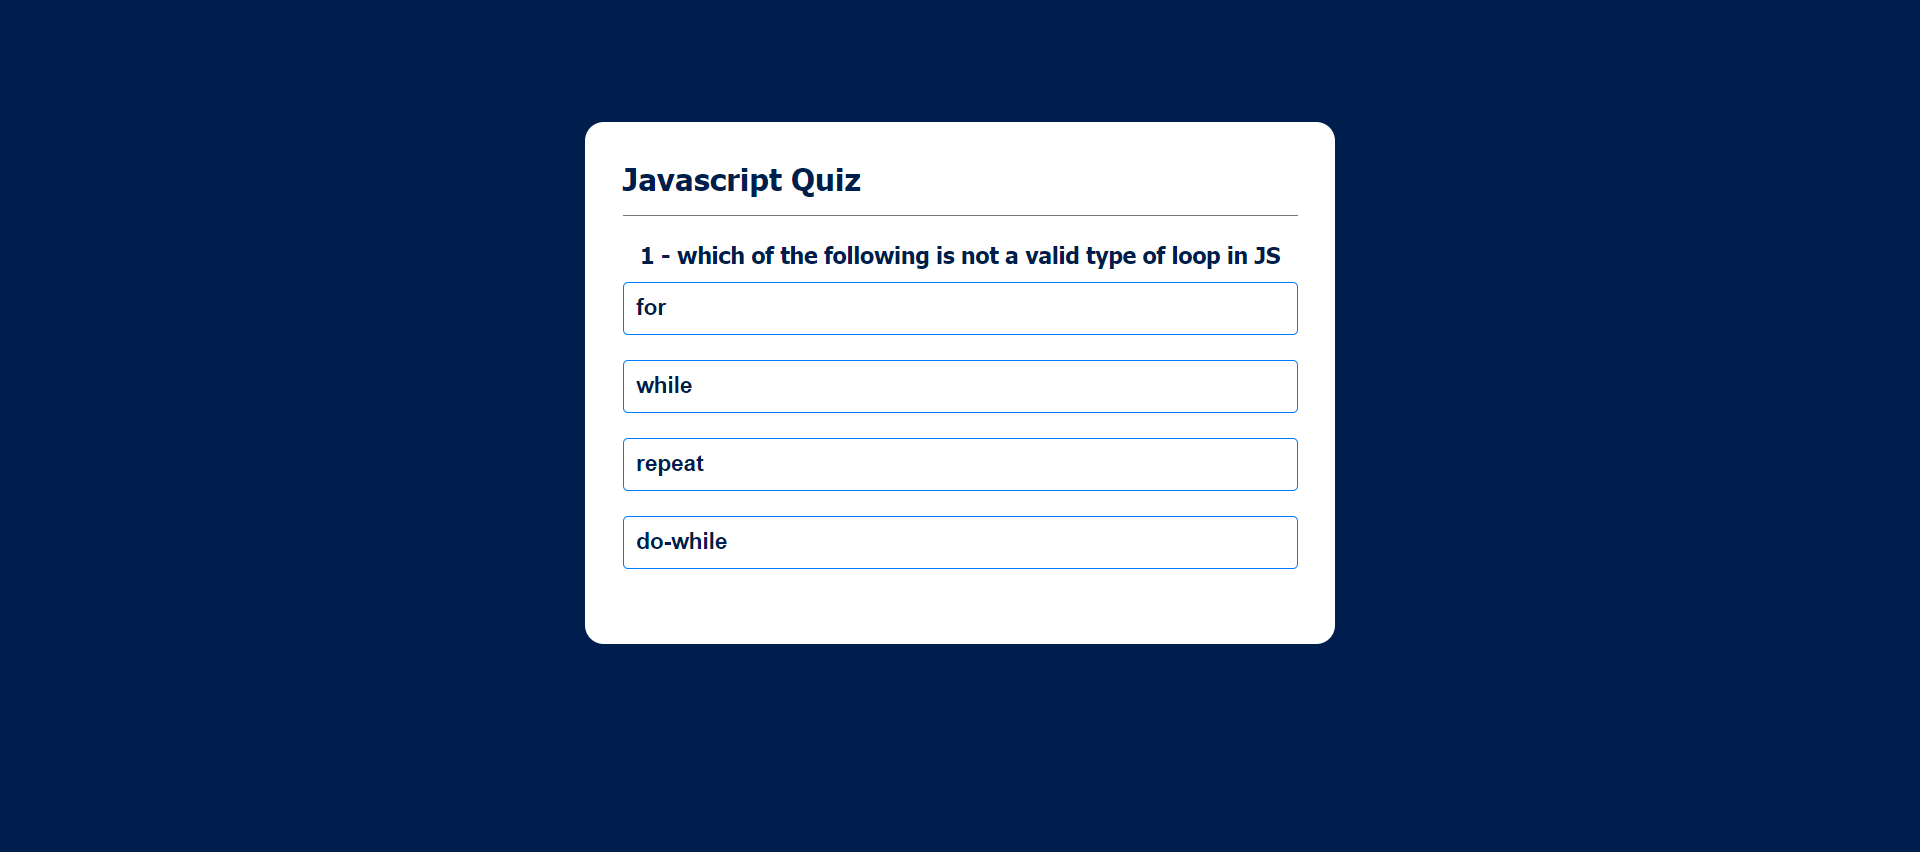 Javascript Quiz
1 - which of the following is not a valid type of loop in JS
for
while
repeat
do-while